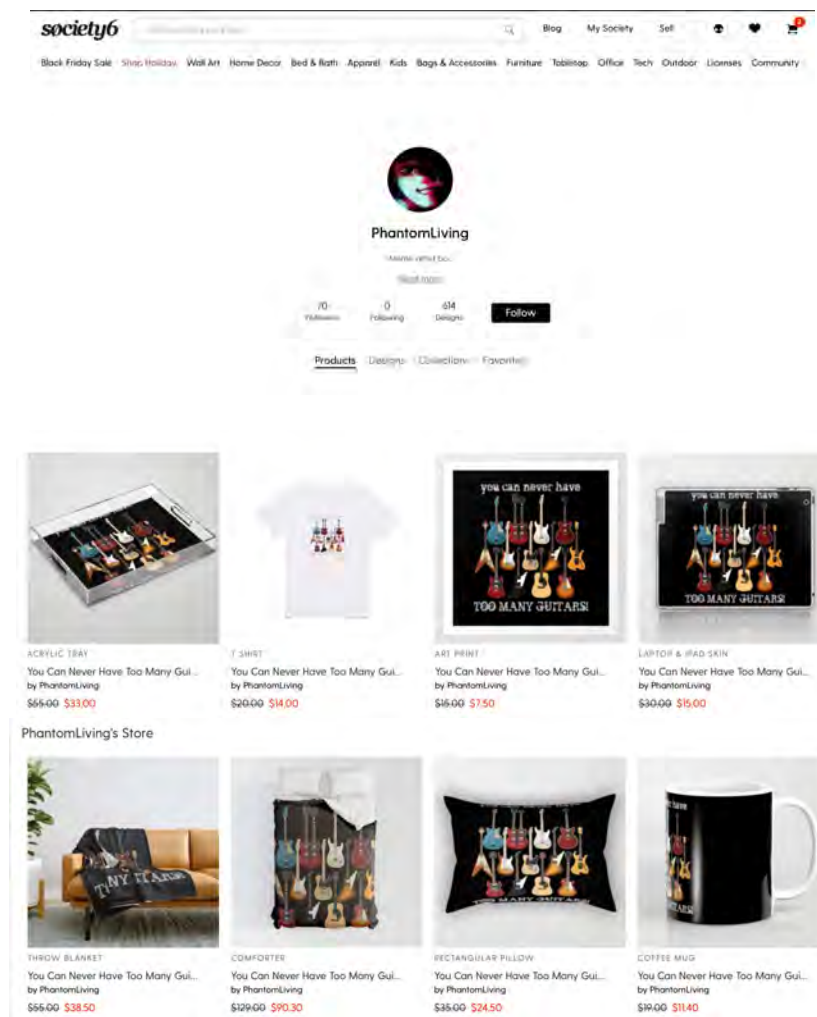 society6
Blog My Society Sell 2
Black Friday Sale Shop Holiday Wall Art Home Decor Bed & Bath Apparel Kids Bags & Accessories Furniture Tabletop Office Tech Outdoor Licenses Community
PhantomLiving
Read more
70 0 614
Followers Following Designs
Follow
Products Designs Collections Favorites
you can never have
TOO MANY GUITARS!
you can never have
TOO MANY GUITARS!
ACRYLIC TRAY T SHIRT ART PRINT LAPTOP & IPAD SKIN
You Can Never Have Too Many Gui... You Can Never Have Too Many Gui... You Can Never Have Too Many Gui... You Can Never Have Too Many Gui...
by PhantomLiving by PhantomLiving by PhantomLiving by PhantomLiving
$55.00 $33.00 $20.00 $14.00 $15.00 $7.50 $30.00 $15.00
PhantomLiving's Store
THROW BLANKET COMFORTER RECTANGULAR PILLOW COFFEE MUG
You Can Never Have Too Many Gui... You Can Never Have Too Many Gui... You Can Never Have Too Many Gui... You Can Never Have Too Many Gui...
by PhantomLiving by PhantomLiving by PhantomLiving by PhantomLiving
$55.00 $38.50 $129.00 $90.30 $35.00 $24.50 $19.00 $11.40